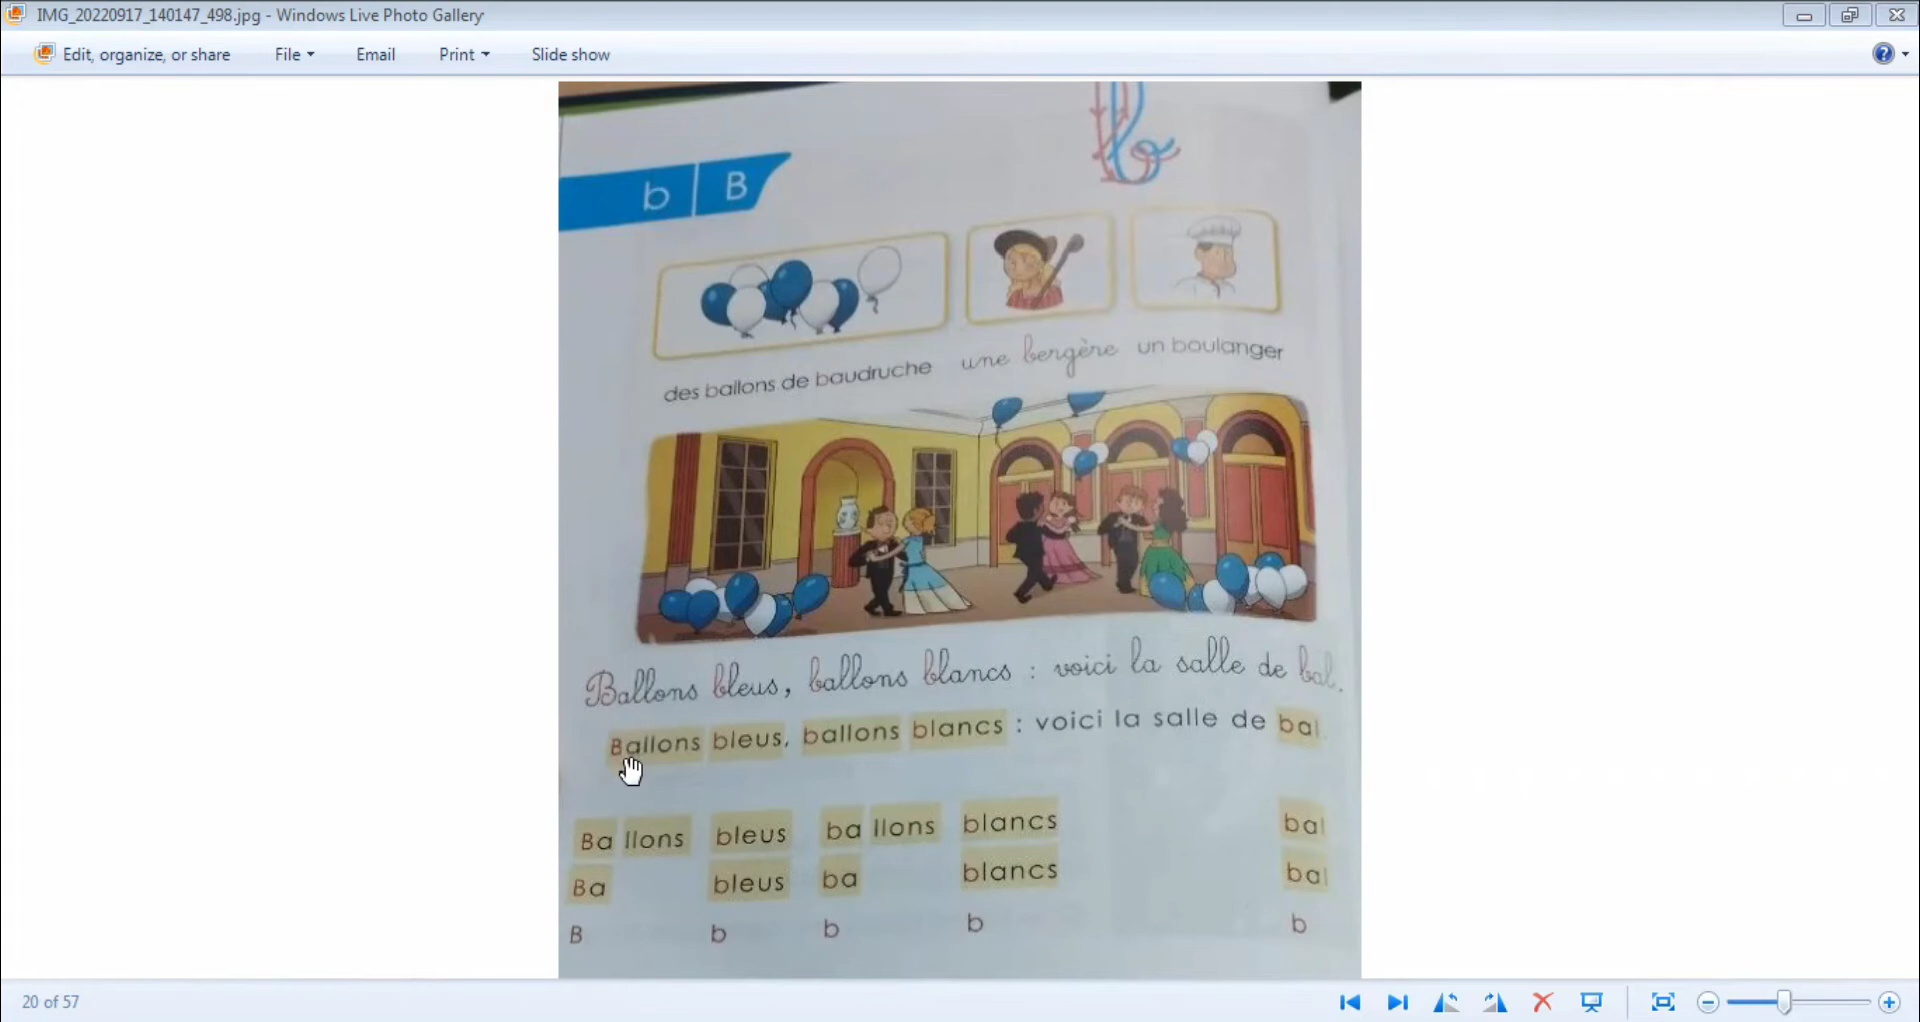 IMG_20220917_140147_498.jpg - Windows Live Photo Gallery
Edit, organize, or share File Email Print Slide show
b B
b
des ballons de baudruche une bergère un boulanger
Ballons bleus, ballons blancs : voici la salle de bal.
Ballons bleus, ballons blancs : voici la salle de bal.
Ba llons bleus ba llons blancs bal
Ba bleus ba blancs bal
B b b b b
20 of 57